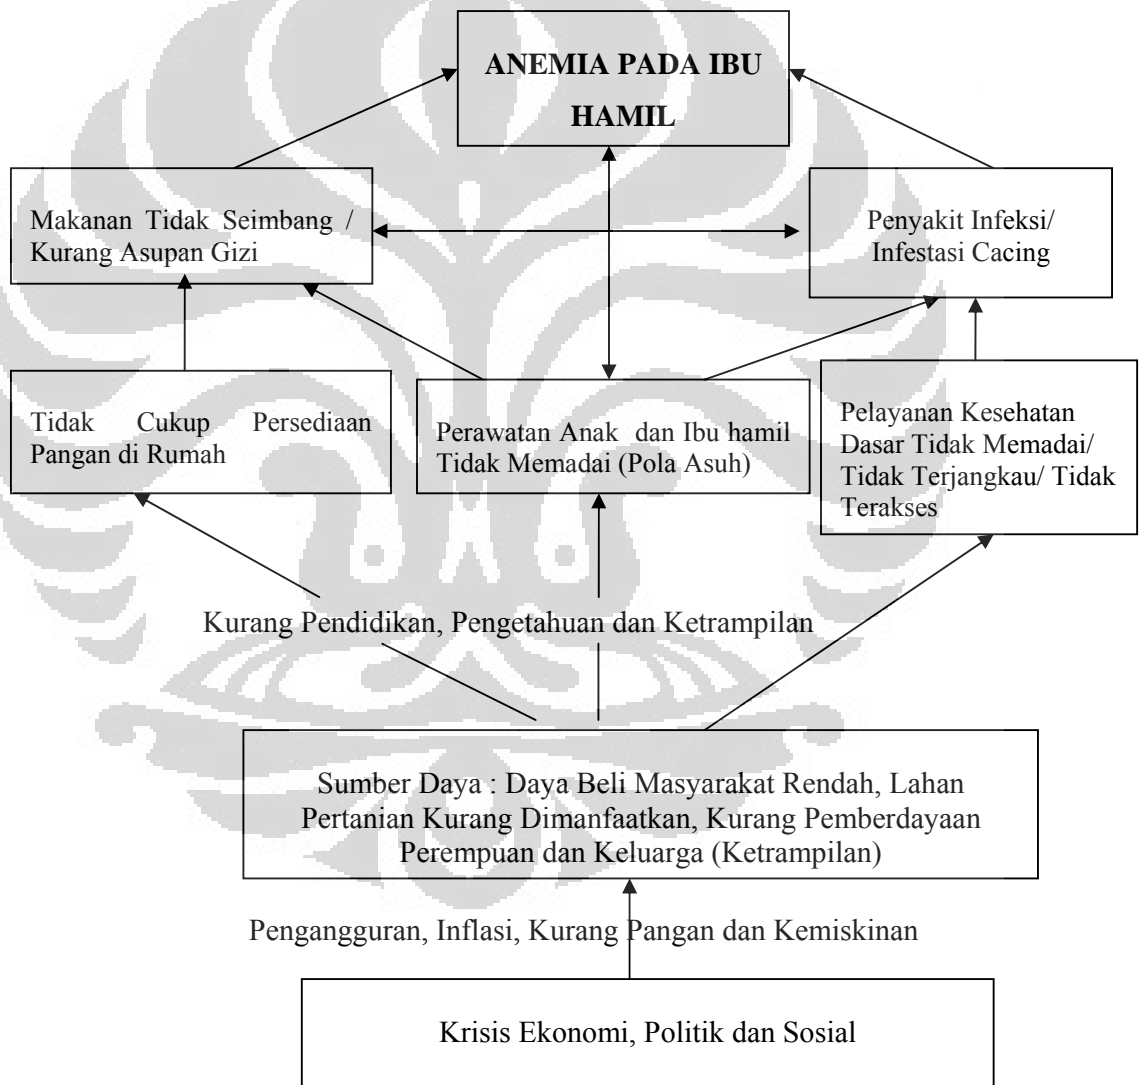 ANEMIA PADA IBU
HAMIL
Makanan Tidak Seimbang /
Kurang Asupan Gizi
Penyakit Infeksi/
Infestasi Cacing
Tidak Cukup Persediaan
Pangan di Rumah
Perawatan Anak dan Ibu hamil
Tidak Memadai (Pola Asuh)
Pelayanan Kesehatan
Dasar Tidak Memadai/
Tidak Terjangkau/ Tidak
Terakses
Kurang Pendidikan, Pengetahuan dan Ketrampilan
Sumber Daya : Daya Beli Masyarakat Rendah, Lahan
Pertanian Kurang Dimanfaatkan, Kurang Pemberdayaan
Perempuan dan Keluarga (Ketrampilan)
Pengangguran, Inflasi, Kurang Pangan dan Kemiskinan
Krisis Ekonomi, Politik dan Sosial